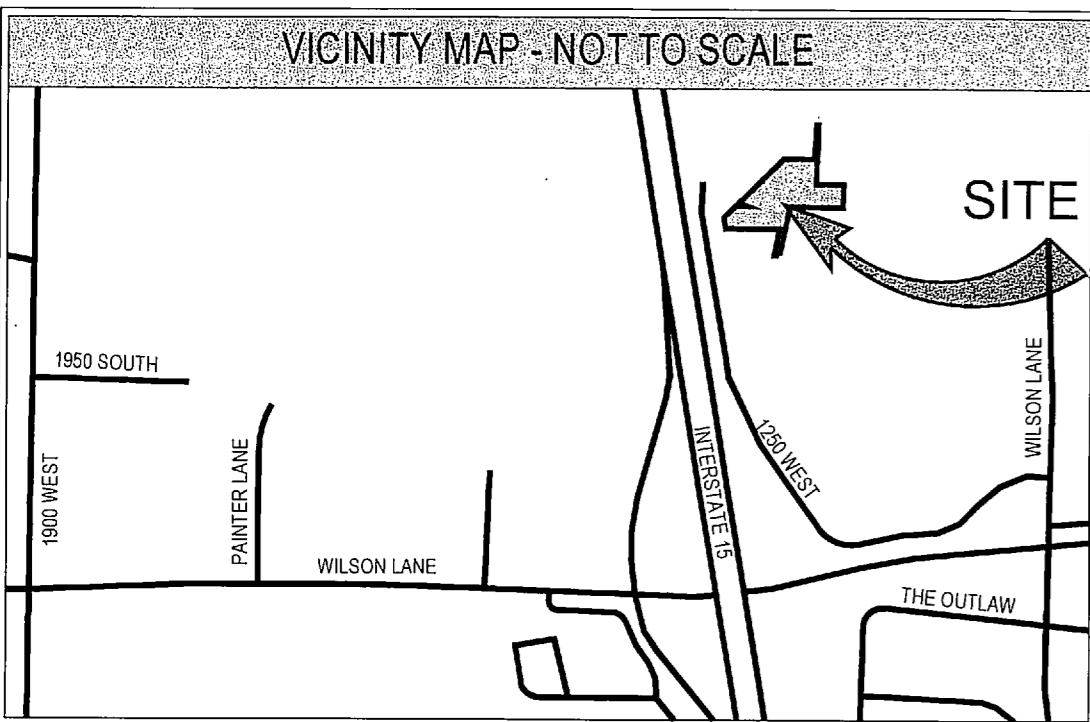 VICINITY MAP - NOT TO SCALE
SITE
1950 SOUTH
1900 WEST
PAINTER LANE
WILSON LANE
INTERSTATE 15
1250 WEST
WILSON LANE
THE OUTLAW